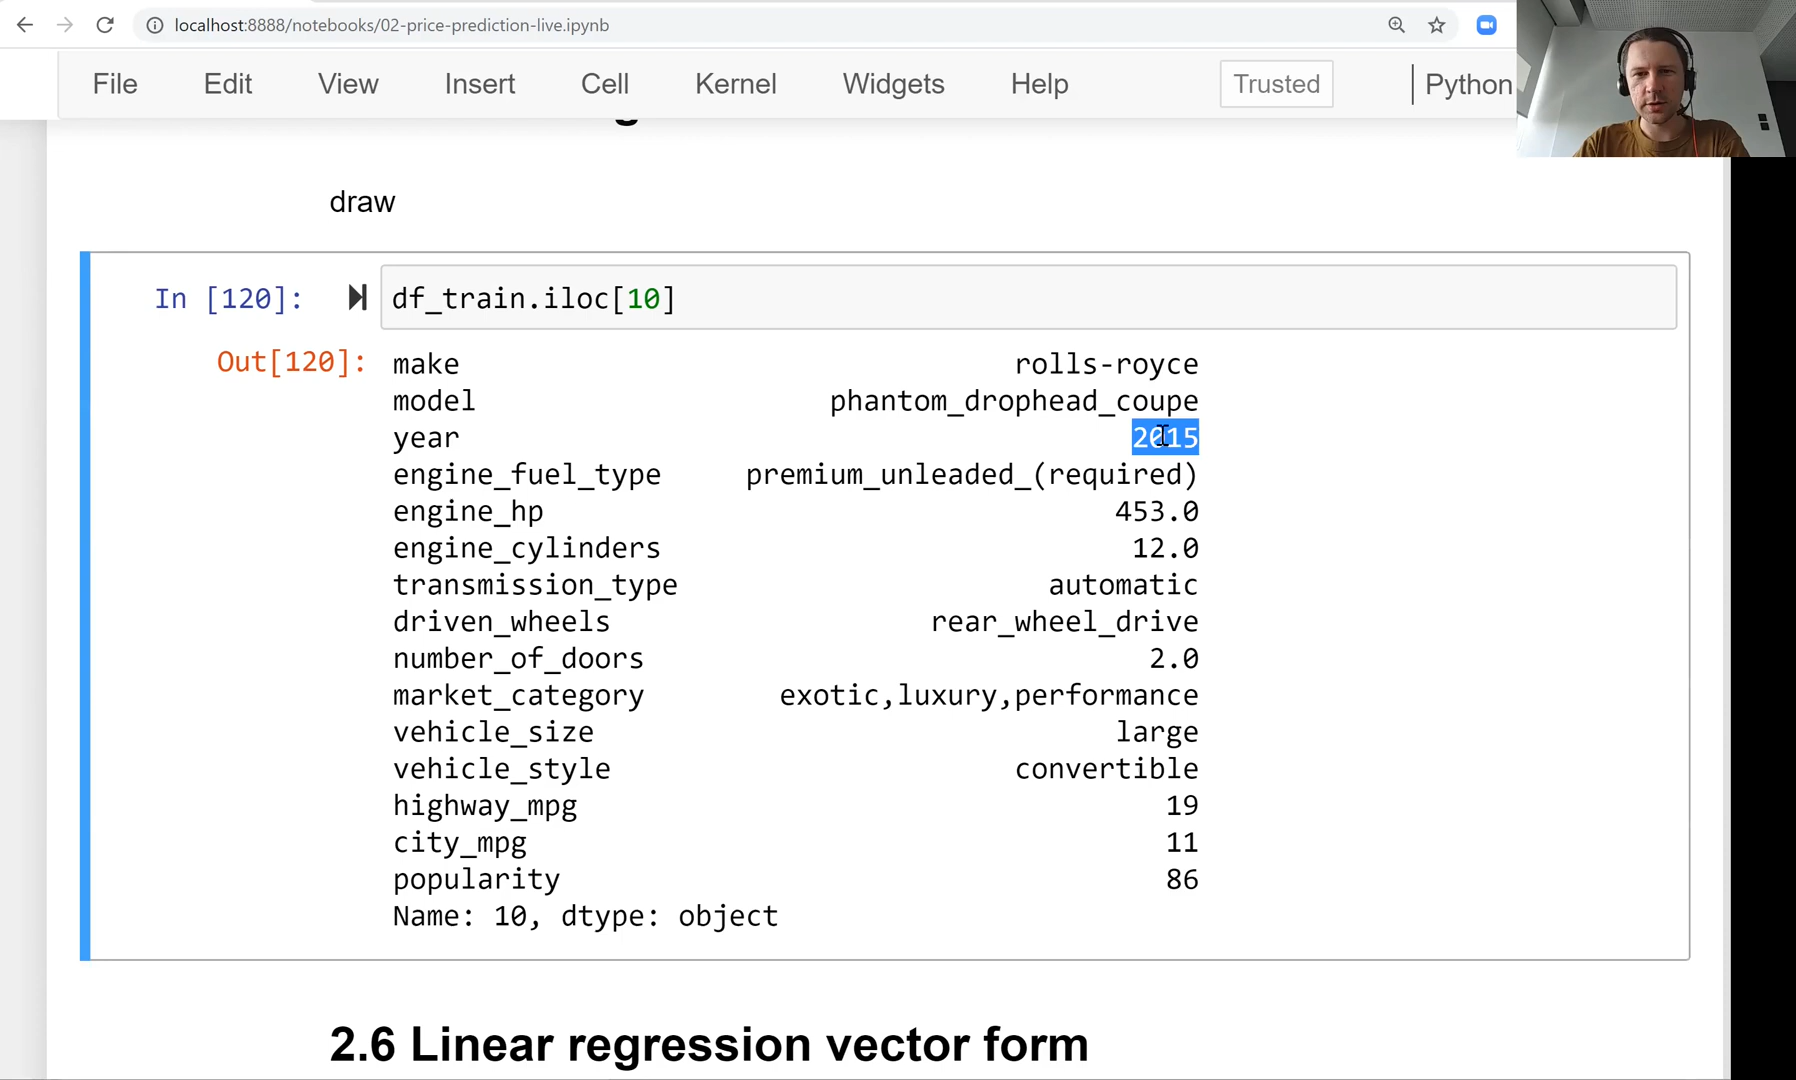 localhost:8888/notebooks/02-price-prediction-live.ipynb
File Edit View Insert Cell Kernel Widgets Help Trusted Python
draw
In [120]: df_train.iloc[10]
Out[120]:
make rolls-royce
model phantom_drophead_coupe
year 2015
engine_fuel_type premium_unleaded_(required)
engine_hp 453.0
engine_cylinders 12.0
transmission_type automatic
driven_wheels rear_wheel_drive
number_of_doors 2.0
market_category exotic,luxury,performance
vehicle_size large
vehicle_style convertible
highway_mpg 19
city_mpg 11
popularity 86
Name: 10, dtype: object
2.6 Linear regression vector form